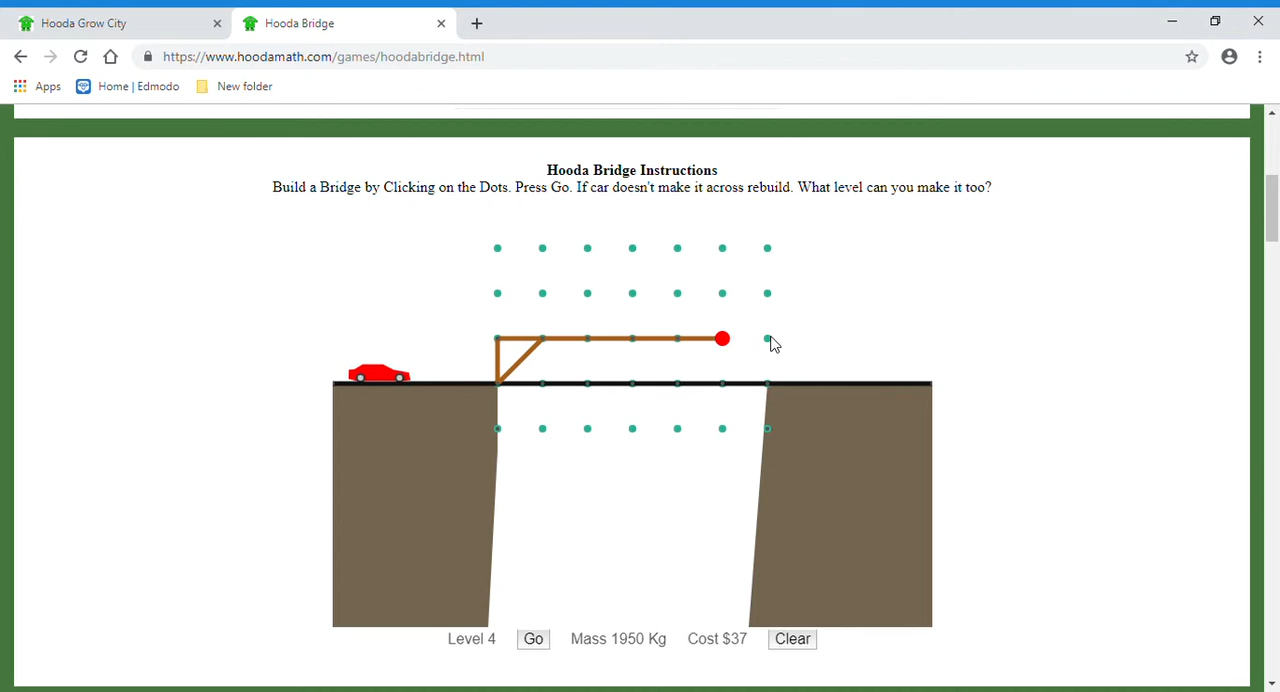 Hooda Grow City
Hooda Bridge
https://www.hoodamath.com/games/hoodabridge.html
Apps Home | Edmodo New folder
Hooda Bridge Instructions
Build a Bridge by Clicking on the Dots. Press Go. If car doesn't make it across rebuild. What level can you make it too?
Level 4 Go Mass 1950 Kg Cost $37 Clear